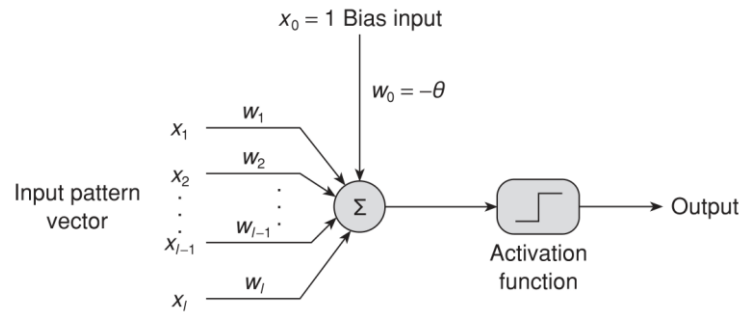 x₀ = 1 Bias input
w₀ = −θ
w₁
x₁
w₂
x₂
Input pattern
vector
Σ
Output
wₗ₋₁
xₗ₋₁
Activation
function
wₗ
xₗ